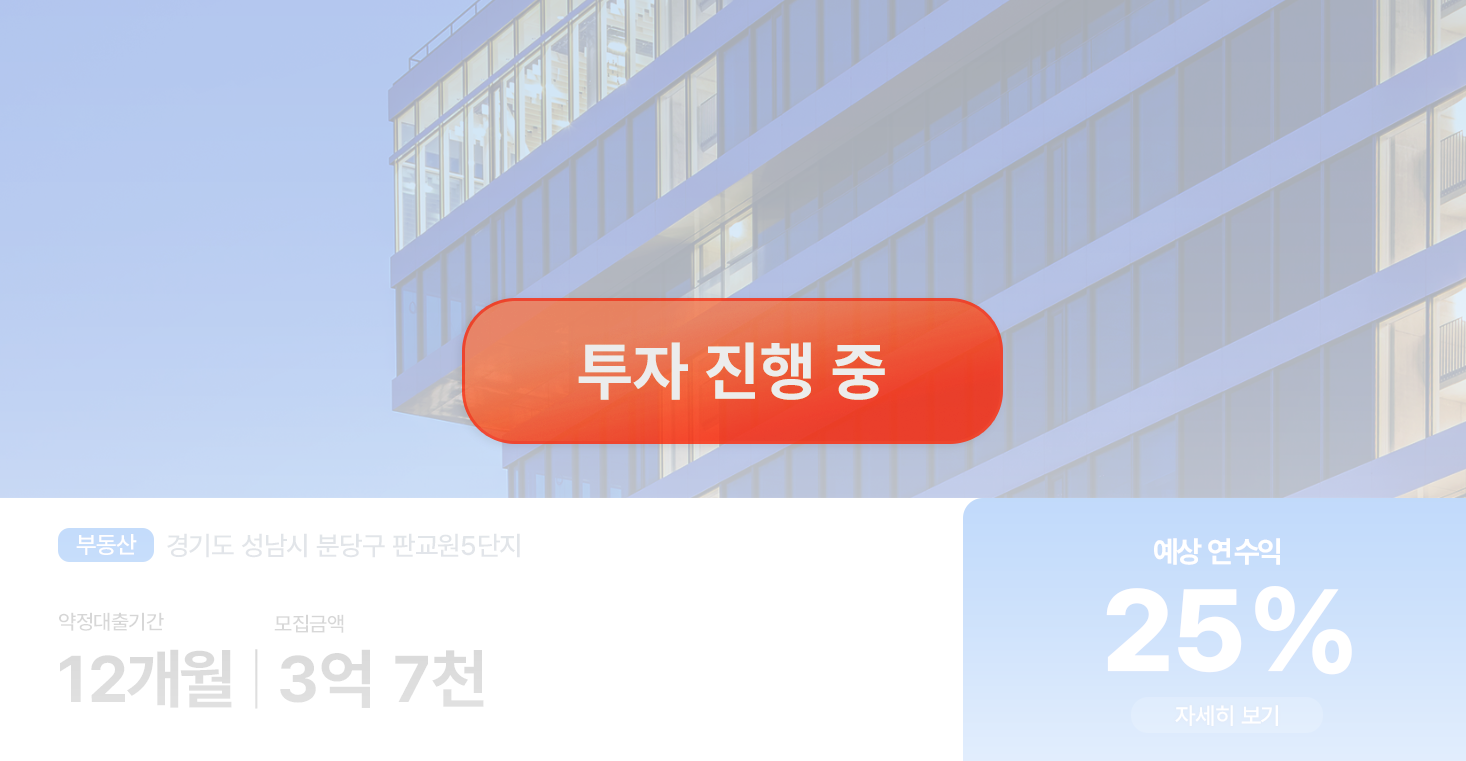 투자 진행 중
부동산 경기도 성남시 분당구 판교원5단지
약정대출기간 모집금액
12개월 3억 7천
예상 연수익
25%
자세히 보기